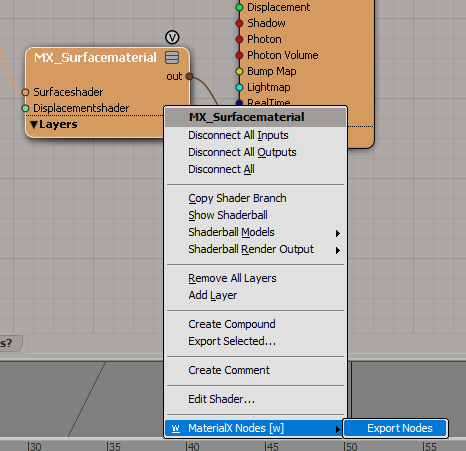 Displacement
Shadow
Photon
Photon Volume
Bump Map
Lightmap
RealTime
V
MX_Surfacematerial
out
Surfaceshader
Displacementshader
▼Layers
MX_Surfacematerial
Disconnect All Inputs
Disconnect All Outputs
Disconnect All
Copy Shader Branch
Show Shaderball
Shaderball Models
Shaderball Render Output
Remove All Layers
Add Layer
Create Compound
Export Selected...
Create Comment
Edit Shader...
W MaterialX Nodes [w]
Export Nodes
s?
30 35 40 45 50 55